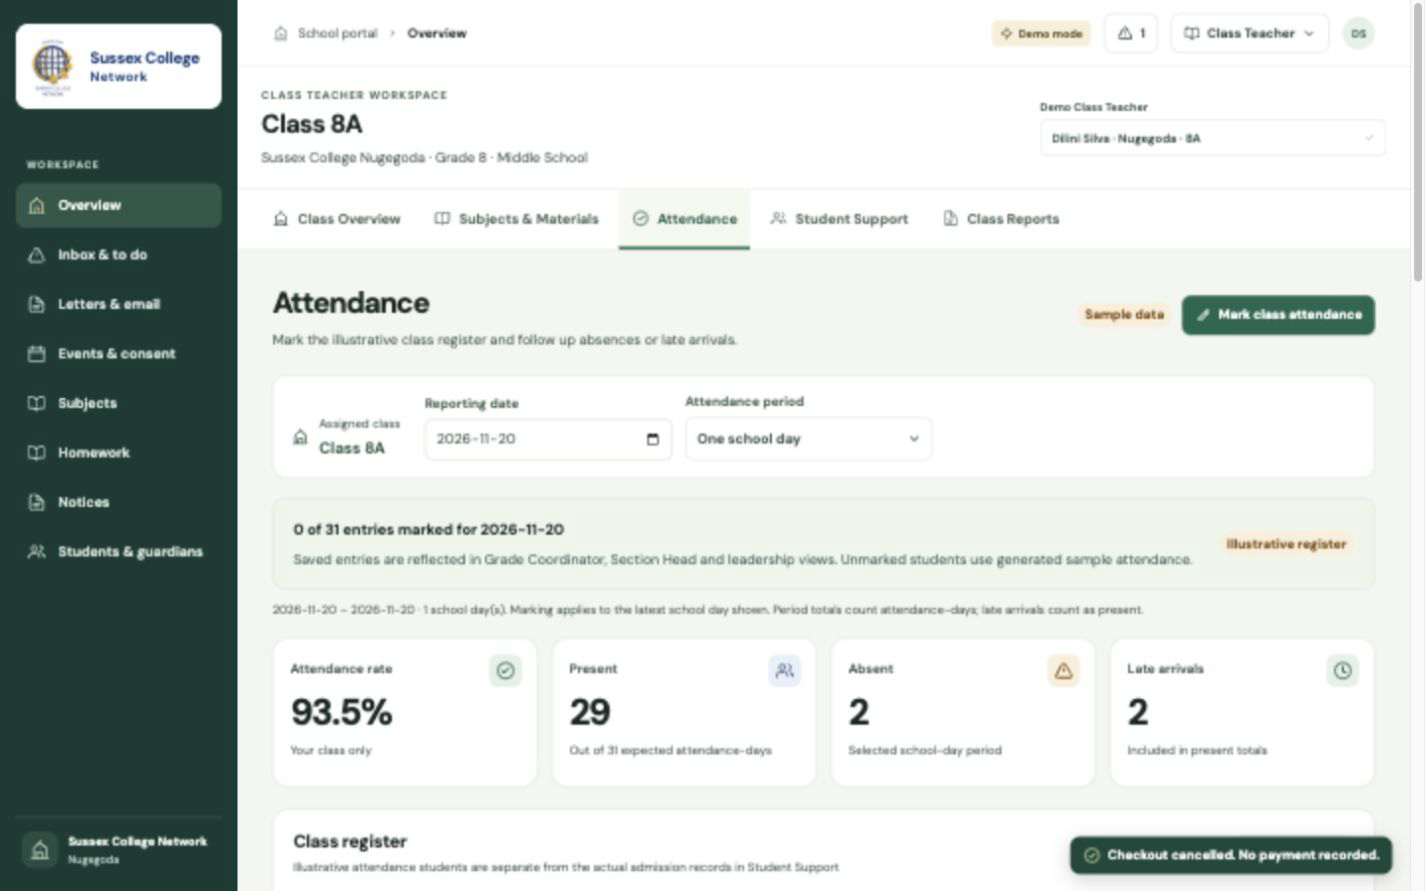 Sussex College
Network
WORKSPACE
Overview
Inbox & to do
Letters & email
Events & consent
Subjects
Homework
Notices
Students & guardians
Sussex College Network
Nugegoda
School portal > Overview
Demo mode
1
Class Teacher
DS
CLASS TEACHER WORKSPACE
Class 8A
Sussex College Nugegoda · Grade 8 · Middle School
Demo Class Teacher
Dilini Silva · Nugegoda · 8A
Class Overview
Subjects & Materials
Attendance
Student Support
Class Reports
Attendance
Mark the illustrative class register and follow up absences or late arrivals.
Sample data
Mark class attendance
Assigned class
Class 8A
Reporting date
2026-11-20
Attendance period
One school day
0 of 31 entries marked for 2026-11-20
Saved entries are reflected in Grade Coordinator, Section Head and leadership views. Unmarked students use generated sample attendance.
Illustrative register
2026-11-20 – 2026-11-20 · 1 school day(s). Marking applies to the latest school day shown. Period totals count attendance-days; late arrivals count as present.
Attendance rate
93.5%
Your class only
Present
29
Out of 31 expected attendance-days
Absent
2
Selected school-day period
Late arrivals
2
Included in present totals
Class register
Illustrative attendance students are separate from the actual admission records in Student Support
Checkout cancelled. No payment recorded.